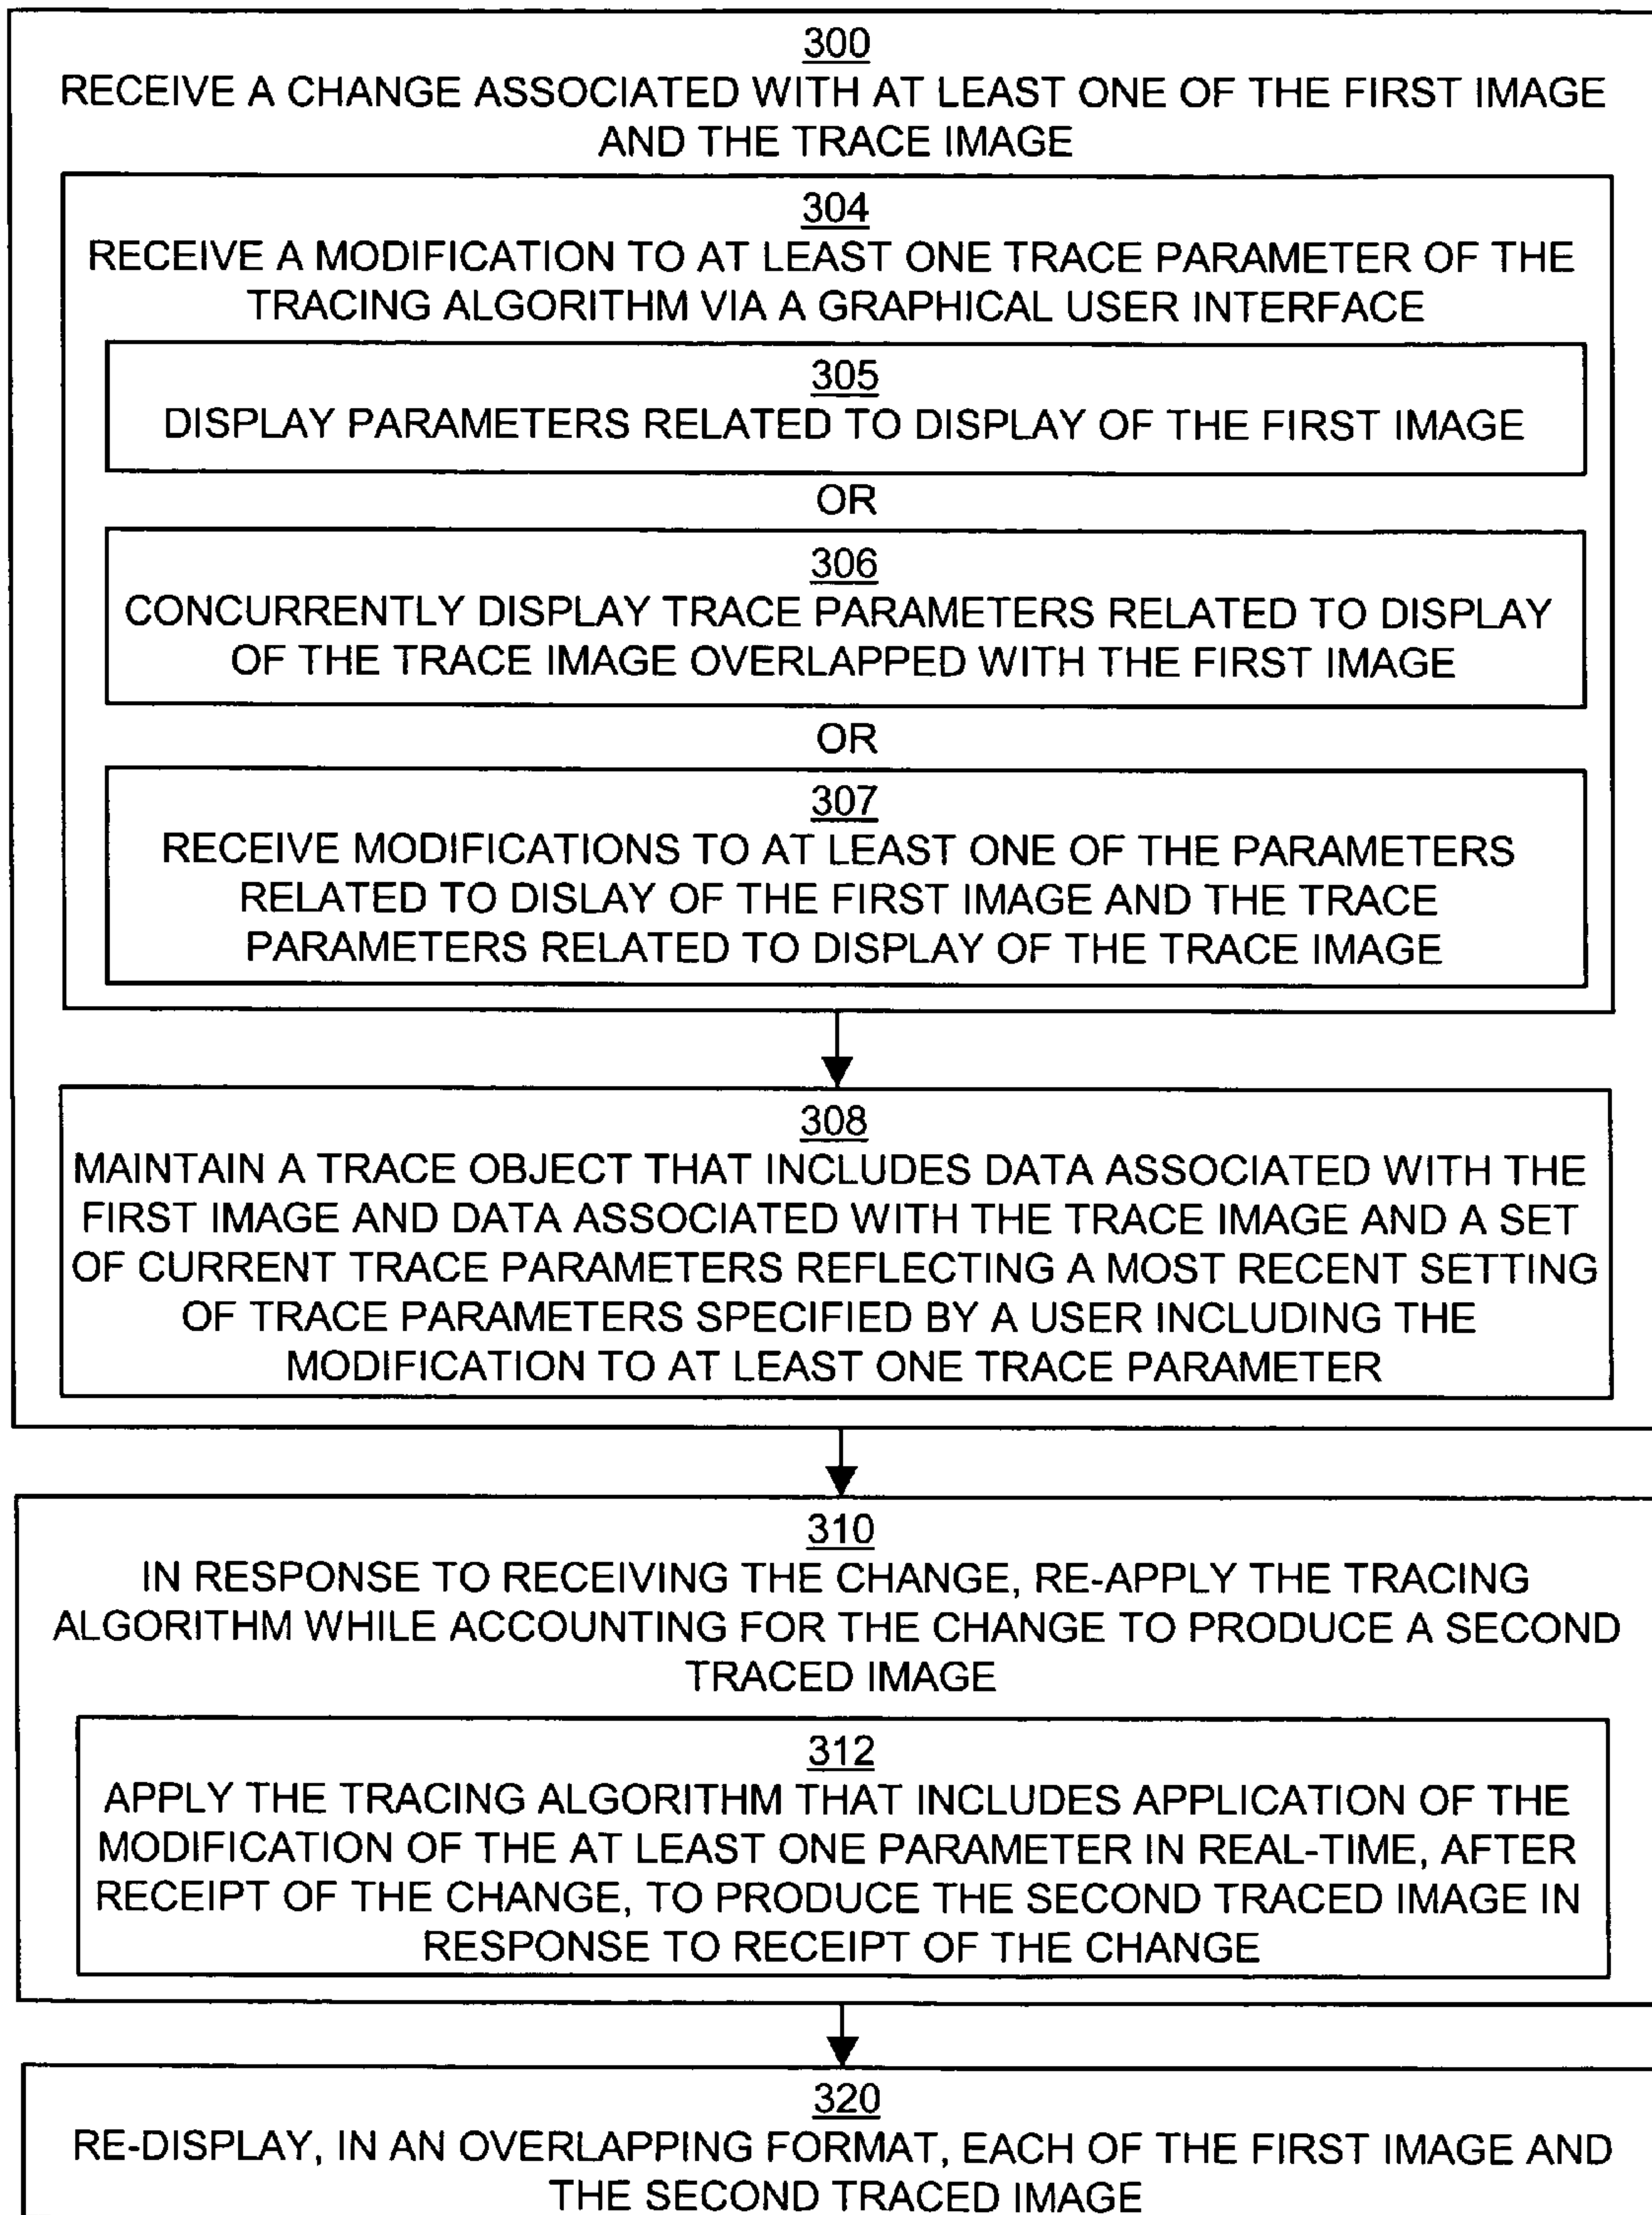 300
RECEIVE A CHANGE ASSOCIATED WITH AT LEAST ONE OF THE FIRST IMAGE
AND THE TRACE IMAGE
304
RECEIVE A MODIFICATION TO AT LEAST ONE TRACE PARAMETER OF THE
TRACING ALGORITHM VIA A GRAPHICAL USER INTERFACE
305
DISPLAY PARAMETERS RELATED TO DISPLAY OF THE FIRST IMAGE
OR
306
CONCURRENTLY DISPLAY TRACE PARAMETERS RELATED TO DISPLAY
OF THE TRACE IMAGE OVERLAPPED WITH THE FIRST IMAGE
OR
307
RECEIVE MODIFICATIONS TO AT LEAST ONE OF THE PARAMETERS
RELATED TO DISLAY OF THE FIRST IMAGE AND THE TRACE
PARAMETERS RELATED TO DISPLAY OF THE TRACE IMAGE
308
MAINTAIN A TRACE OBJECT THAT INCLUDES DATA ASSOCIATED WITH THE
FIRST IMAGE AND DATA ASSOCIATED WITH THE TRACE IMAGE AND A SET
OF CURRENT TRACE PARAMETERS REFLECTING A MOST RECENT SETTING
OF TRACE PARAMETERS SPECIFIED BY A USER INCLUDING THE
MODIFICATION TO AT LEAST ONE TRACE PARAMETER
310
IN RESPONSE TO RECEIVING THE CHANGE, RE-APPLY THE TRACING
ALGORITHM WHILE ACCOUNTING FOR THE CHANGE TO PRODUCE A SECOND
TRACED IMAGE
312
APPLY THE TRACING ALGORITHM THAT INCLUDES APPLICATION OF THE
MODIFICATION OF THE AT LEAST ONE PARAMETER IN REAL-TIME, AFTER
RECEIPT OF THE CHANGE, TO PRODUCE THE SECOND TRACED IMAGE IN
RESPONSE TO RECEIPT OF THE CHANGE
320
RE-DISPLAY, IN AN OVERLAPPING FORMAT, EACH OF THE FIRST IMAGE AND
THE SECOND TRACED IMAGE